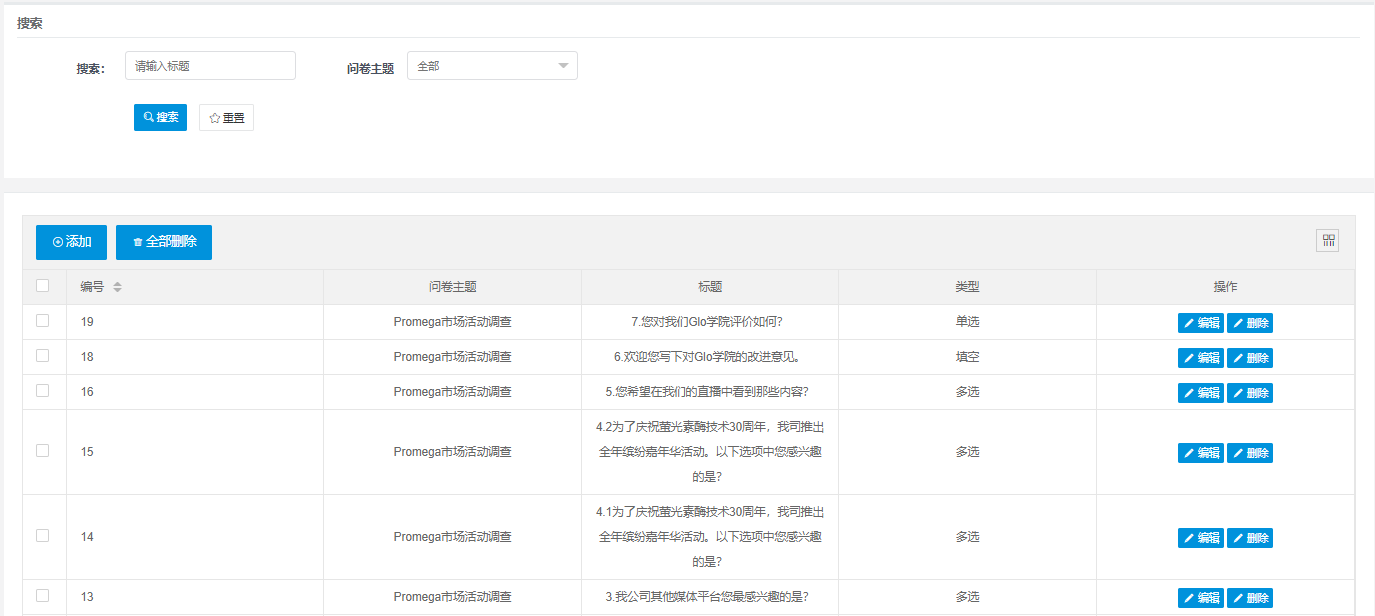 搜索
搜索： 请输入标题 问卷主题 全部
搜索 重置
添加 全部删除
编号 问卷主题 标题 类型 操作
19 Promega市场活动调查 7.您对我们Glo学院评价如何? 单选 编辑 删除
18 Promega市场活动调查 6.欢迎您写下对Glo学院的改进意见。 填空 编辑 删除
16 Promega市场活动调查 5.您希望在我们的直播中看到那些内容? 多选 编辑 删除
4.2为了庆祝萤光素酶技术30周年，我司推出
15 Promega市场活动调查 全年缤纷嘉年华活动。以下选项中您感兴趣 多选 编辑 删除
的是?
4.1为了庆祝萤光素酶技术30周年，我司推出
14 Promega市场活动调查 全年缤纷嘉年华活动。以下选项中您感兴趣 多选 编辑 删除
的是?
13 Promega市场活动调查 3.我公司其他媒体平台您最感兴趣的是? 多选 编辑 删除